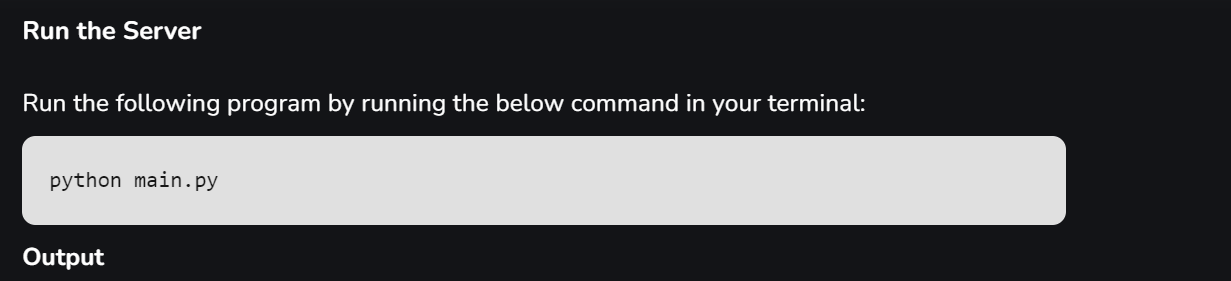 Run the Server
Run the following program by running the below command in your terminal:
python main.py
Output